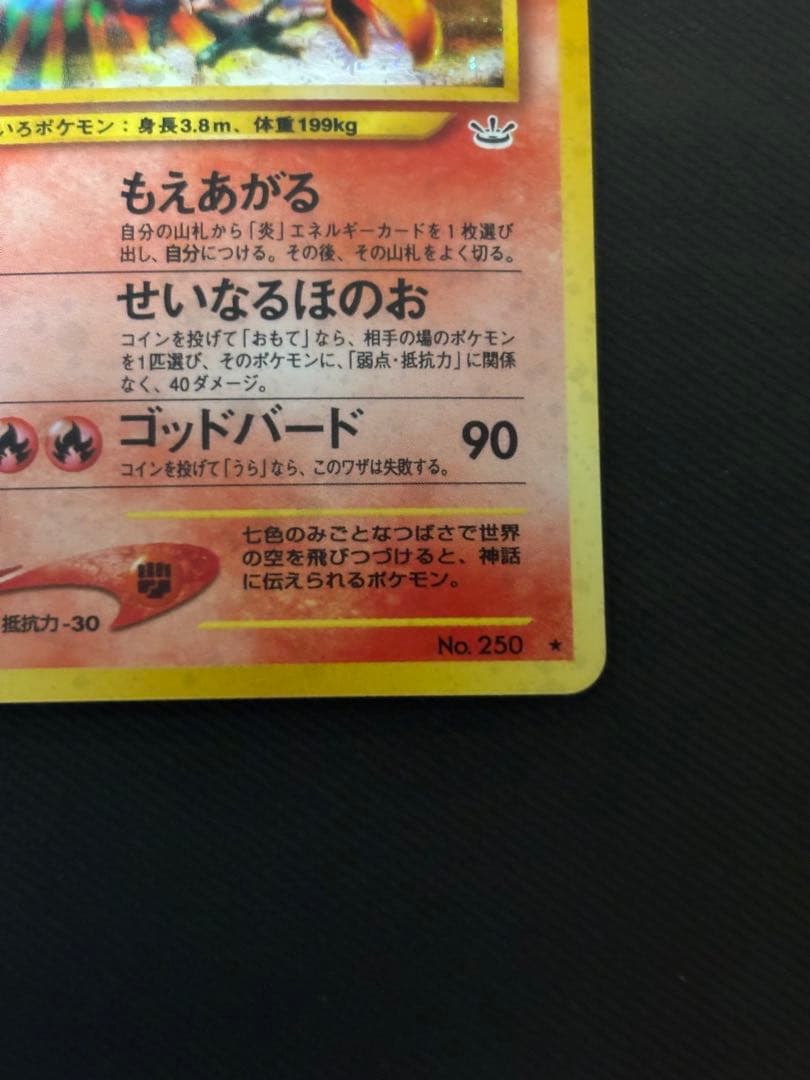 いろポケモン：身長3.8m、体重199kg
もえあがる
自分の山札から「炎」エネルギーカードを1枚選び
出し、自分につける。その後、その山札をよく切る。
せいなるほのお
コインを投げて「おもて」なら、相手の場のポケモン
を1匹選び、そのポケモンに、「弱点・抵抗力」に関係
なく、40ダメージ。
ゴッドバード 90
コインを投げて「うら」なら、このワザは失敗する。
七色のみごとなつばさで世界
の空を飛びつづけると、神話
に伝えられるポケモン。
抵抗力-30
No. 250 ★